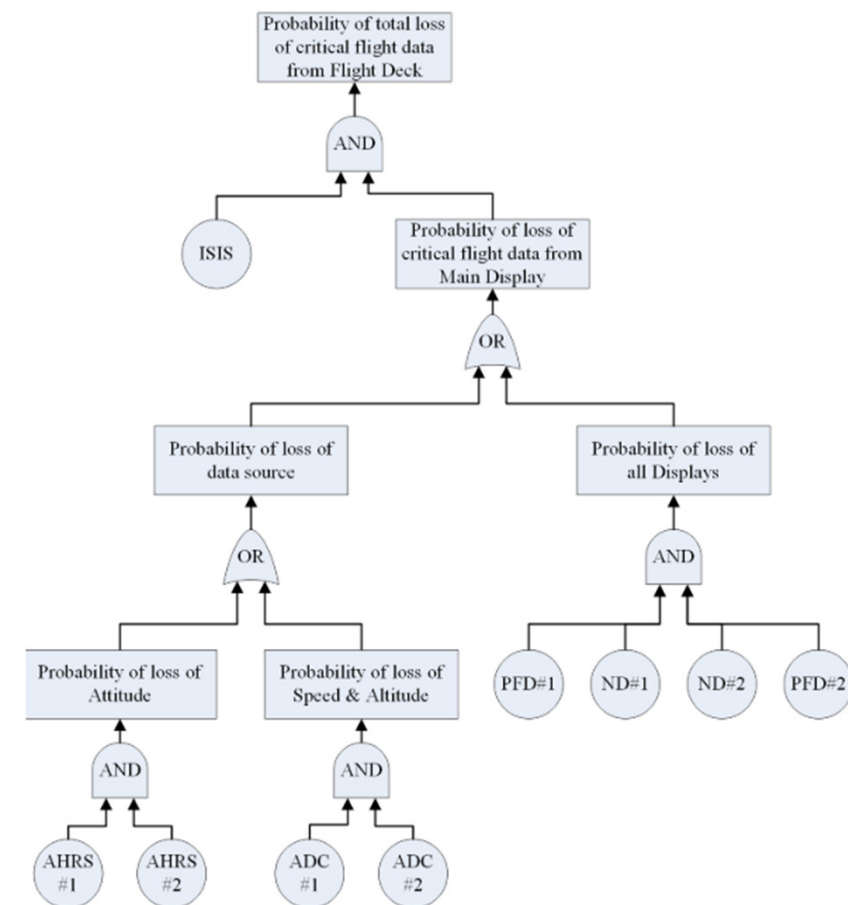 Probability of total loss
of critical flight data
from Flight Deck
AND
ISIS
Probability of loss of
critical flight data from
Main Display
OR
Probability of loss of
data source
Probability of loss of
all Displays
OR
AND
Probability of loss of
Attitude
Probability of loss of
Speed & Altitude
PFD#1
ND#1
ND#2
PFD#2
AND
AND
AHRS
#1
AHRS
#2
ADC
#1
ADC
#2